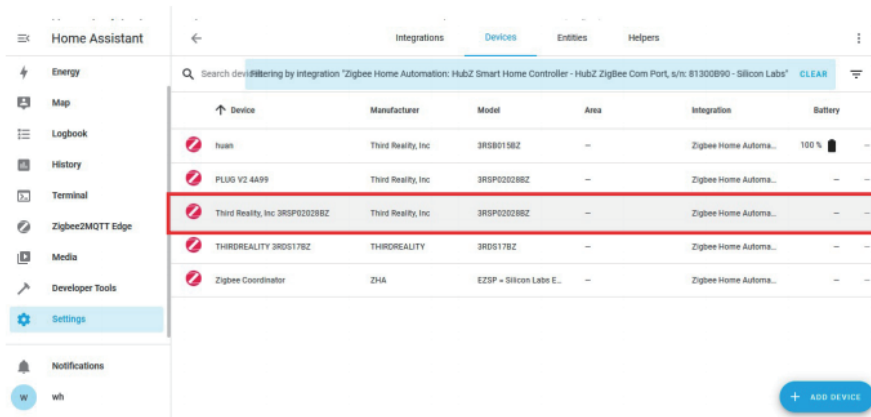 Home Assistant
Integrations
Devices
Entities
Helpers
Energy
Map
Logbook
History
Terminal
Zigbee2MQTT Edge
Media
Developer Tools
Settings
Notifications
w wh
Search devi Filtering by integration "Zigbee Home Automation: HubZ Smart Home Controller - HubZ ZigBee Com Port, s/n: 81300B90 - Silicon Labs" CLEAR
Device Manufacturer Model Area Integration Battery
huan Third Reality, Inc 3RSB015BZ – Zigbee Home Automa... 100 % –
PLUG V2 4A99 Third Reality, Inc 3RSP02028BZ – Zigbee Home Automa... – –
Third Reality, Inc 3RSP02028BZ Third Reality, Inc 3RSP02028BZ – Zigbee Home Automa... – –
THIRDREALITY 3RDS17BZ THIRDREALITY 3RDS17BZ – Zigbee Home Automa... – –
Zigbee Coordinator ZHA EZSP = Silicon Labs E... – Zigbee Home Automa... – –
+ ADD DEVICE